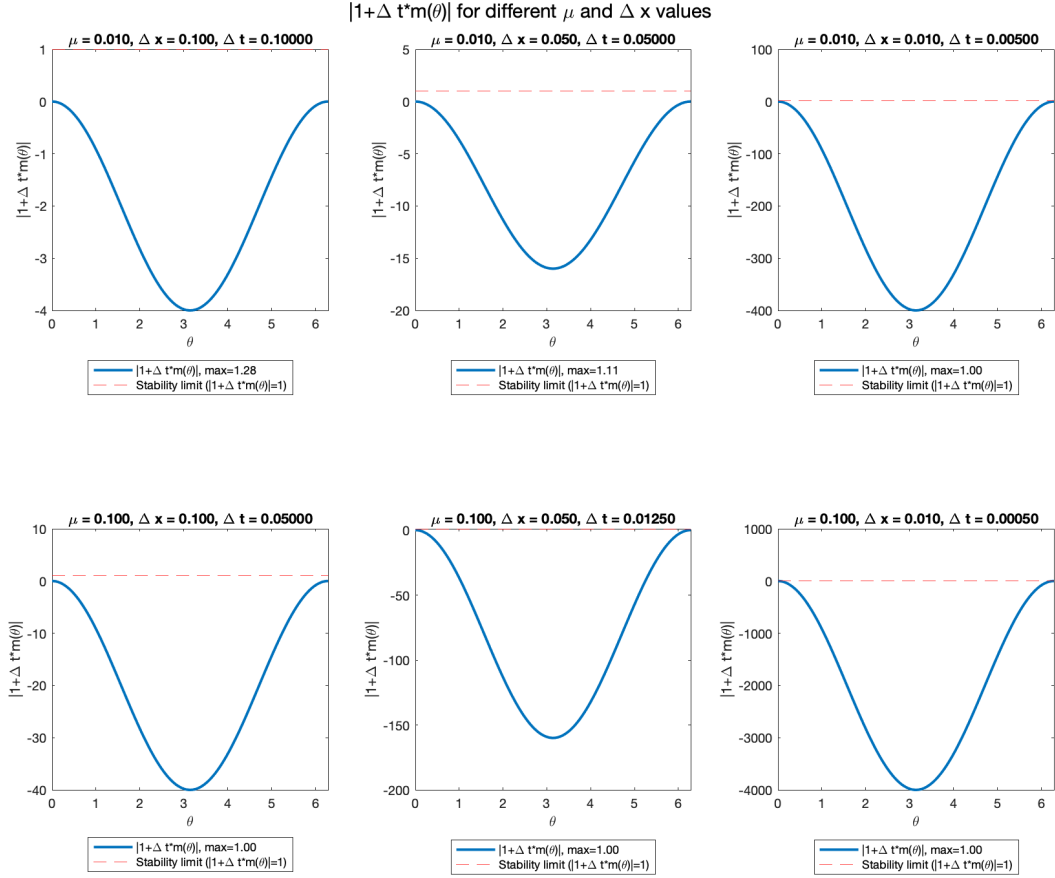 |1+Δ t*m(θ)| for different μ and Δ x values
μ = 0.010, Δ x = 0.100, Δ t = 0.10000
1
0
-1
-2
-3
-4
|1+Δ t*m(θ)|
0 1 2 3 4 5 6
θ
|1+Δ t*m(θ)|, max=1.28
Stability limit (|1+Δ t*m(θ)|=1)
μ = 0.010, Δ x = 0.050, Δ t = 0.05000
5
0
-5
-10
-15
-20
|1+Δ t*m(θ)|
0 1 2 3 4 5 6
θ
|1+Δ t*m(θ)|, max=1.11
Stability limit (|1+Δ t*m(θ)|=1)
μ = 0.010, Δ x = 0.010, Δ t = 0.00500
100
0
-100
-200
-300
-400
|1+Δ t*m(θ)|
0 1 2 3 4 5 6
θ
|1+Δ t*m(θ)|, max=1.00
Stability limit (|1+Δ t*m(θ)|=1)
μ = 0.100, Δ x = 0.100, Δ t = 0.05000
10
0
-10
-20
-30
-40
|1+Δ t*m(θ)|
0 1 2 3 4 5 6
θ
|1+Δ t*m(θ)|, max=1.00
Stability limit (|1+Δ t*m(θ)|=1)
μ = 0.100, Δ x = 0.050, Δ t = 0.01250
0
-50
-100
-150
-200
|1+Δ t*m(θ)|
0 1 2 3 4 5 6
θ
|1+Δ t*m(θ)|, max=1.00
Stability limit (|1+Δ t*m(θ)|=1)
μ = 0.100, Δ x = 0.010, Δ t = 0.00050
1000
0
-1000
-2000
-3000
-4000
|1+Δ t*m(θ)|
0 1 2 3 4 5 6
θ
|1+Δ t*m(θ)|, max=1.00
Stability limit (|1+Δ t*m(θ)|=1)